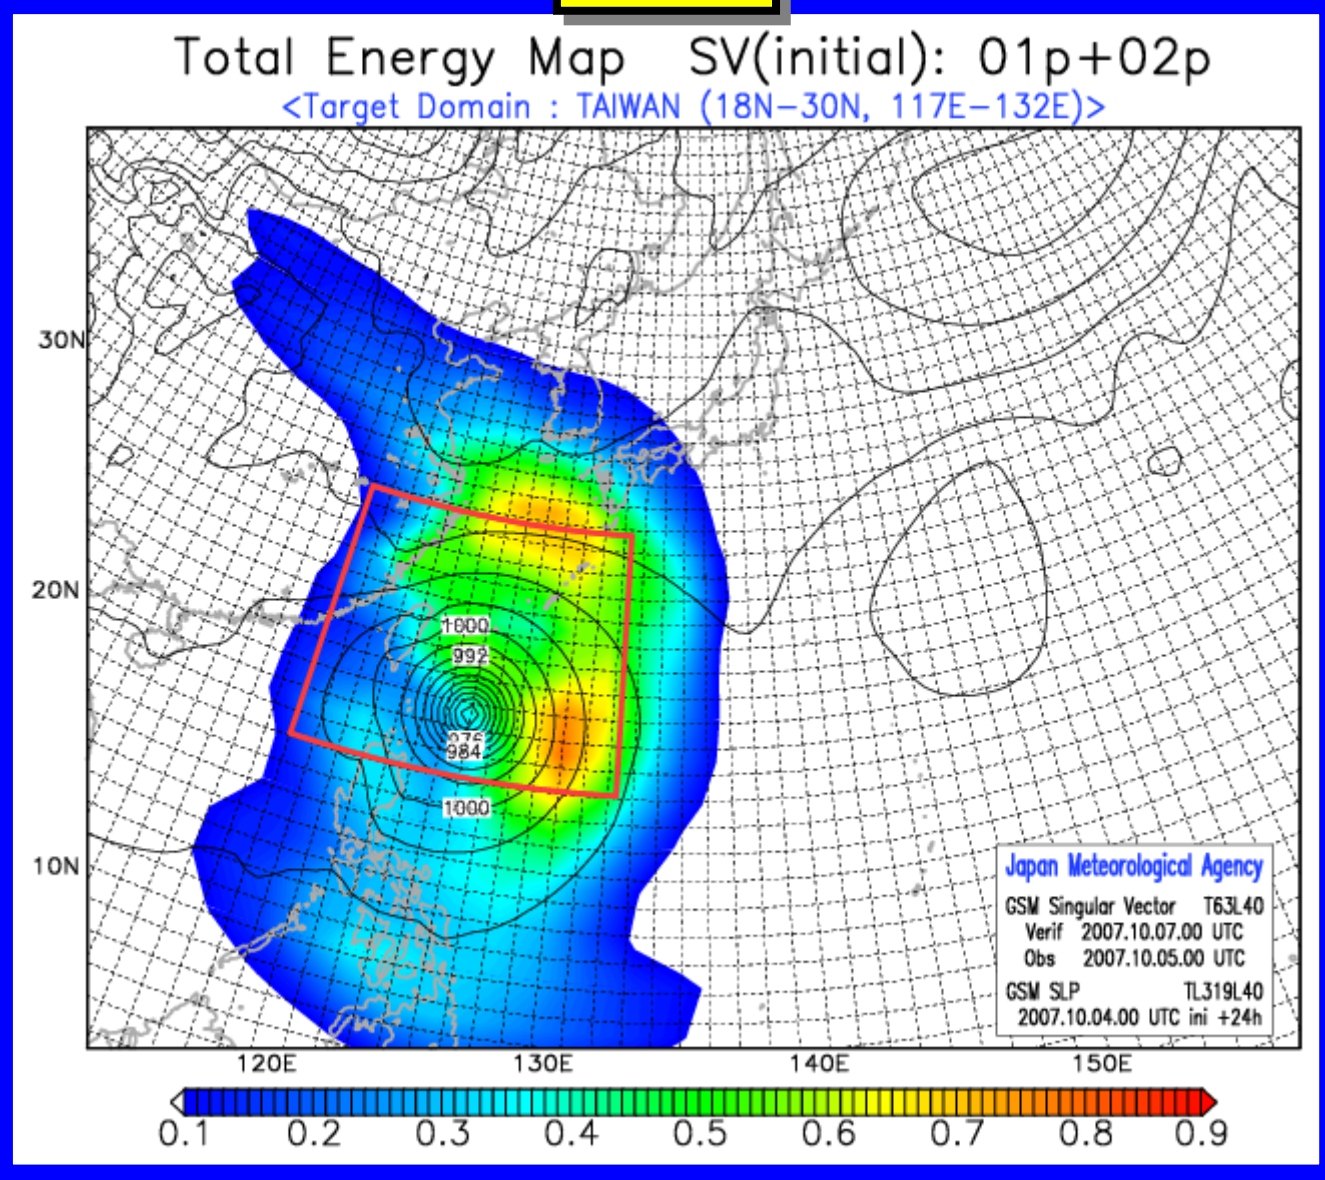 Total Energy Map SV(initial): 01p+02p
<Target Domain : TAIWAN (18N-30N, 117E-132E)>
30N
20N
10N
1000
992
976
984
1000
Japan Meteorological Agency
GSM Singular Vector T63L40
Verif 2007.10.07.00 UTC
Obs 2007.10.05.00 UTC
GSM SLP TL319L40
2007.10.04.00 UTC ini +24h
120E 130E 140E 150E
0.1 0.2 0.3 0.4 0.5 0.6 0.7 0.8 0.9